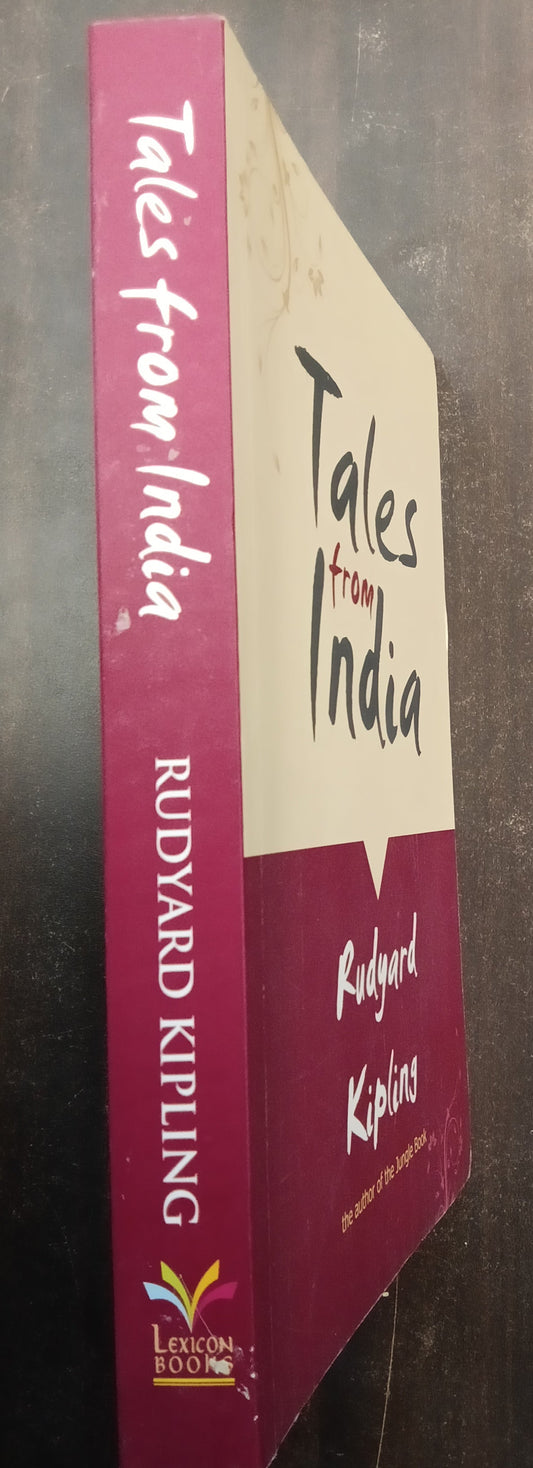 Tales from India
RUDYARD KIPLING
LEXICON
BOOKS
Tales
from
India
Rudyard
Kipling
the author of the Jungle Book